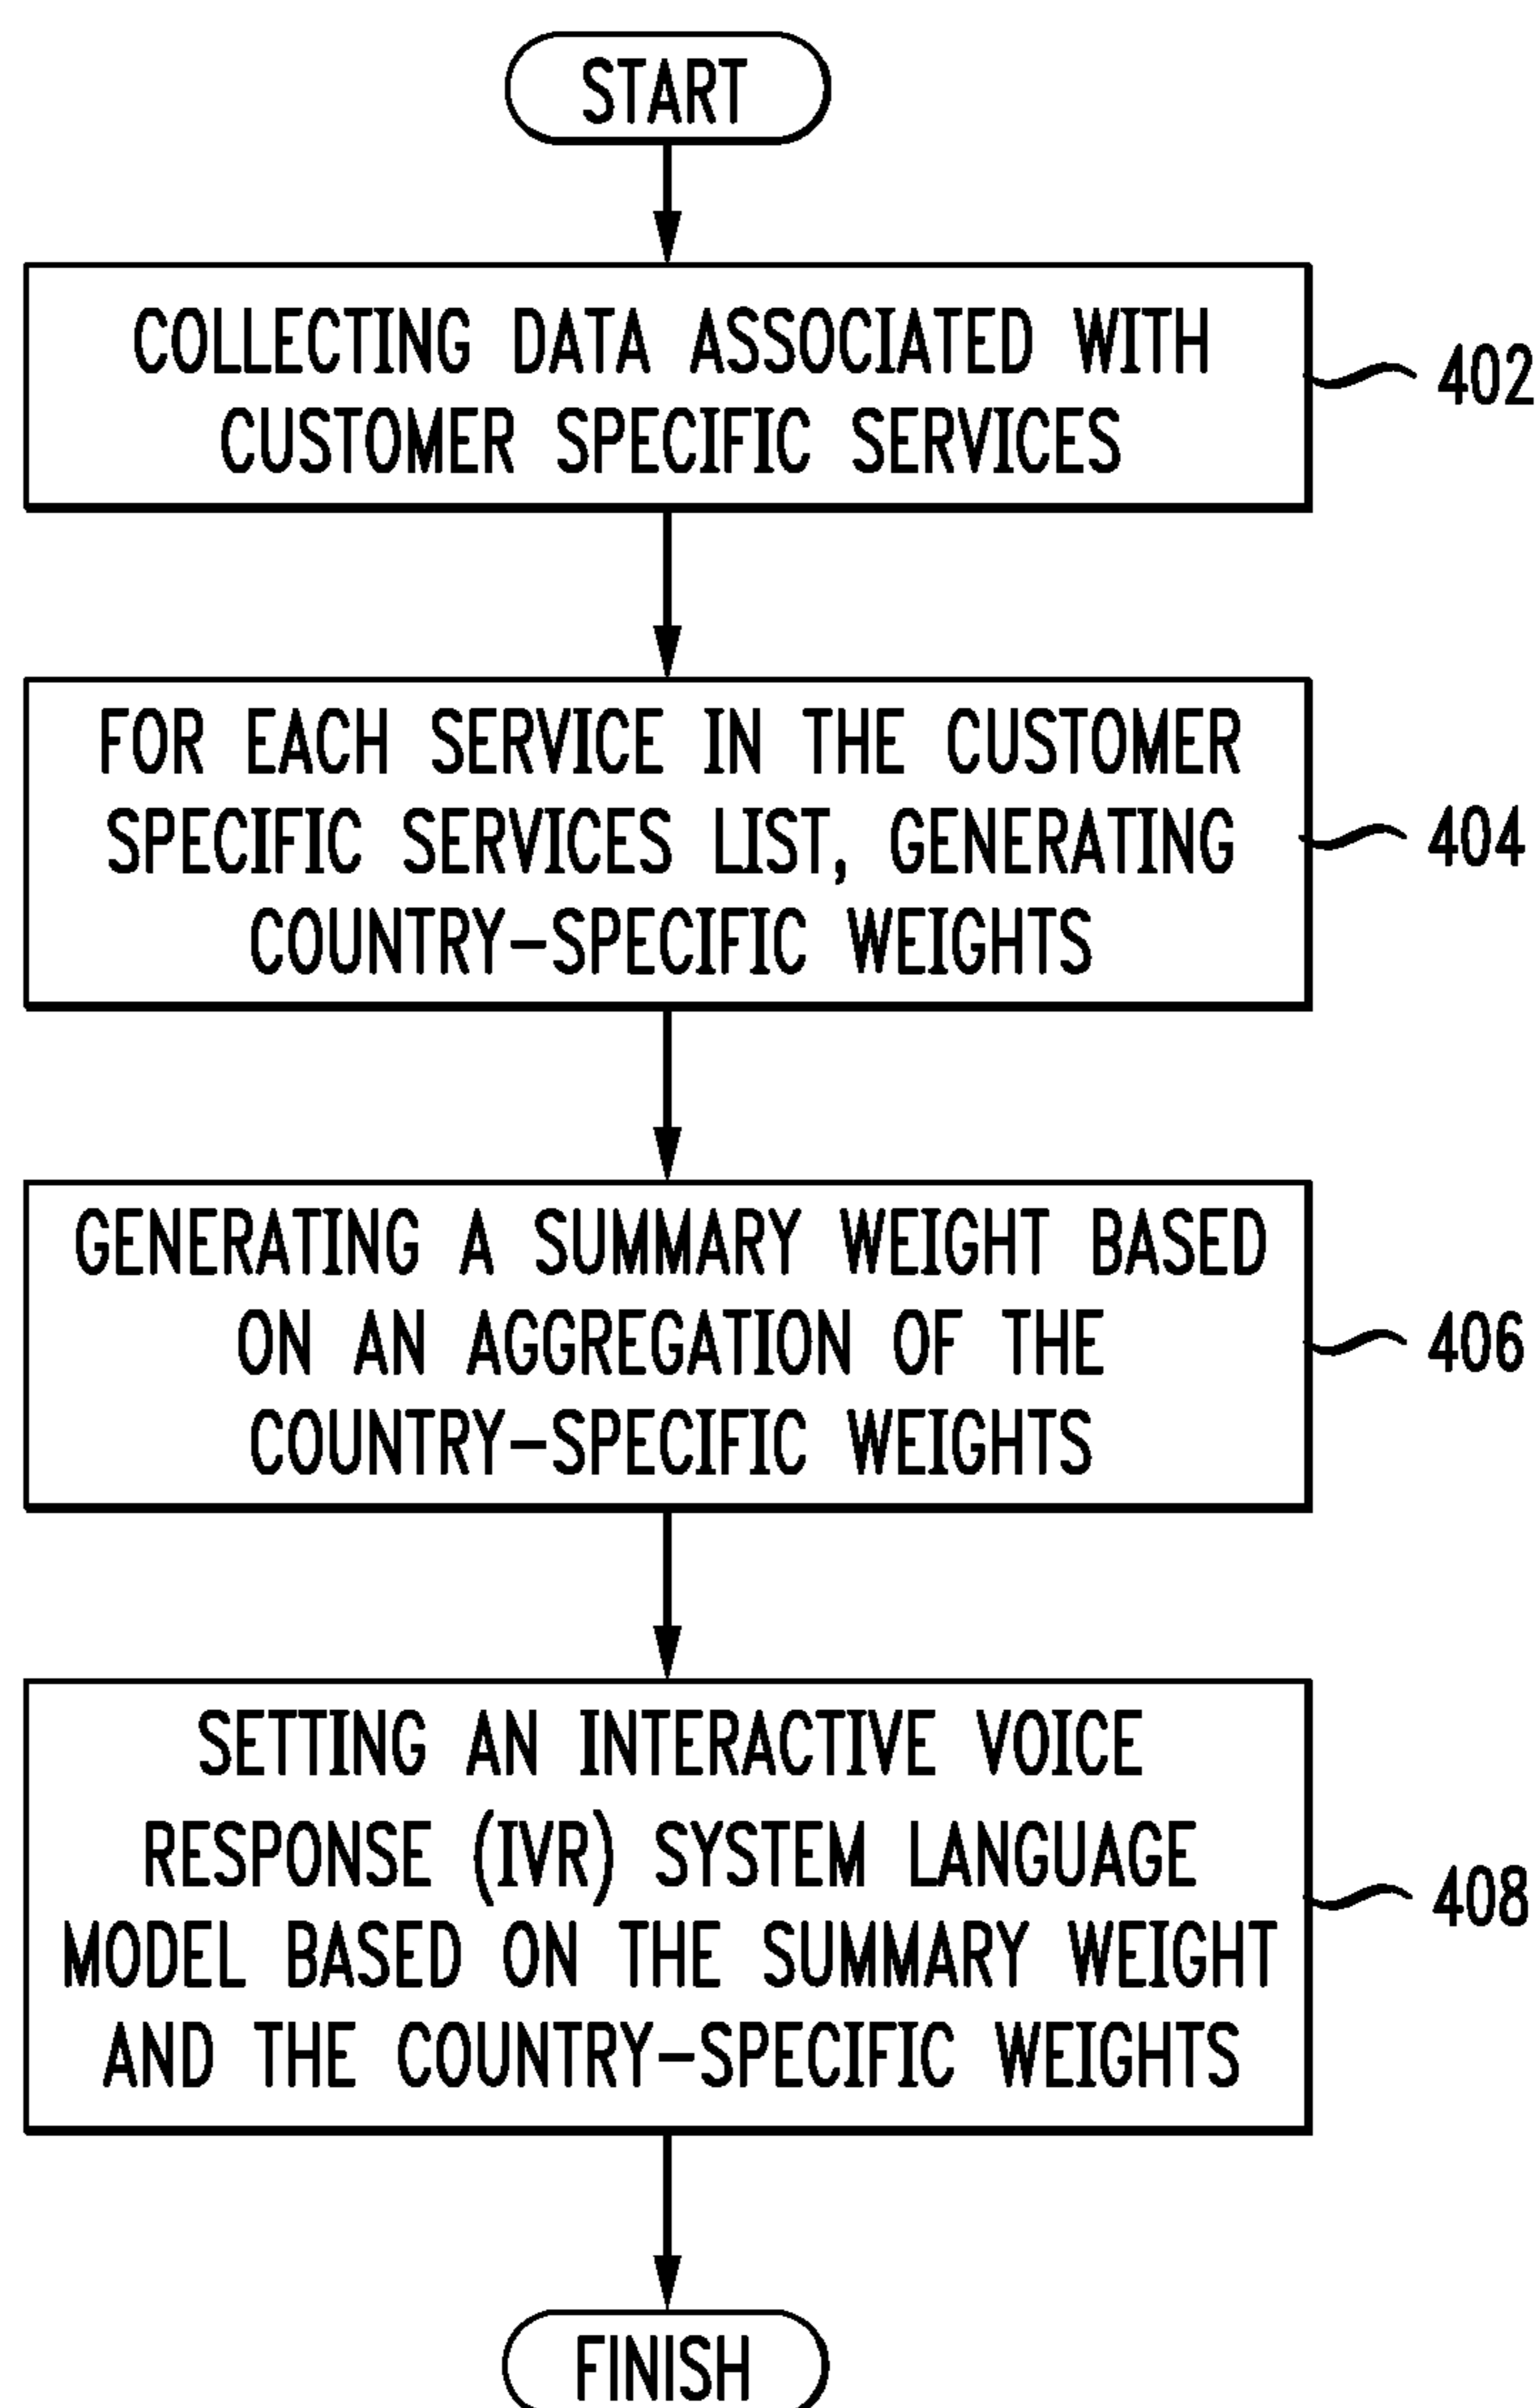 START
COLLECTING DATA ASSOCIATED WITH
CUSTOMER SPECIFIC SERVICES
402
FOR EACH SERVICE IN THE CUSTOMER
SPECIFIC SERVICES LIST, GENERATING
COUNTRY-SPECIFIC WEIGHTS
404
GENERATING A SUMMARY WEIGHT BASED
ON AN AGGREGATION OF THE
COUNTRY-SPECIFIC WEIGHTS
406
SETTING AN INTERACTIVE VOICE
RESPONSE (IVR) SYSTEM LANGUAGE
MODEL BASED ON THE SUMMARY WEIGHT
AND THE COUNTRY-SPECIFIC WEIGHTS
408
FINISH